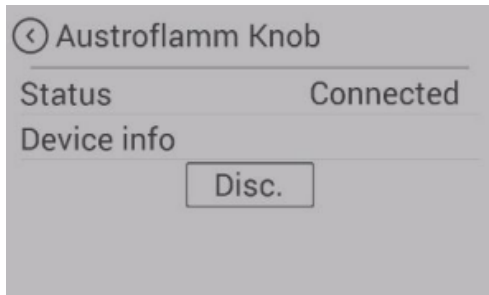 Austroflamm Knob
Status Connected
Device info
Disc.